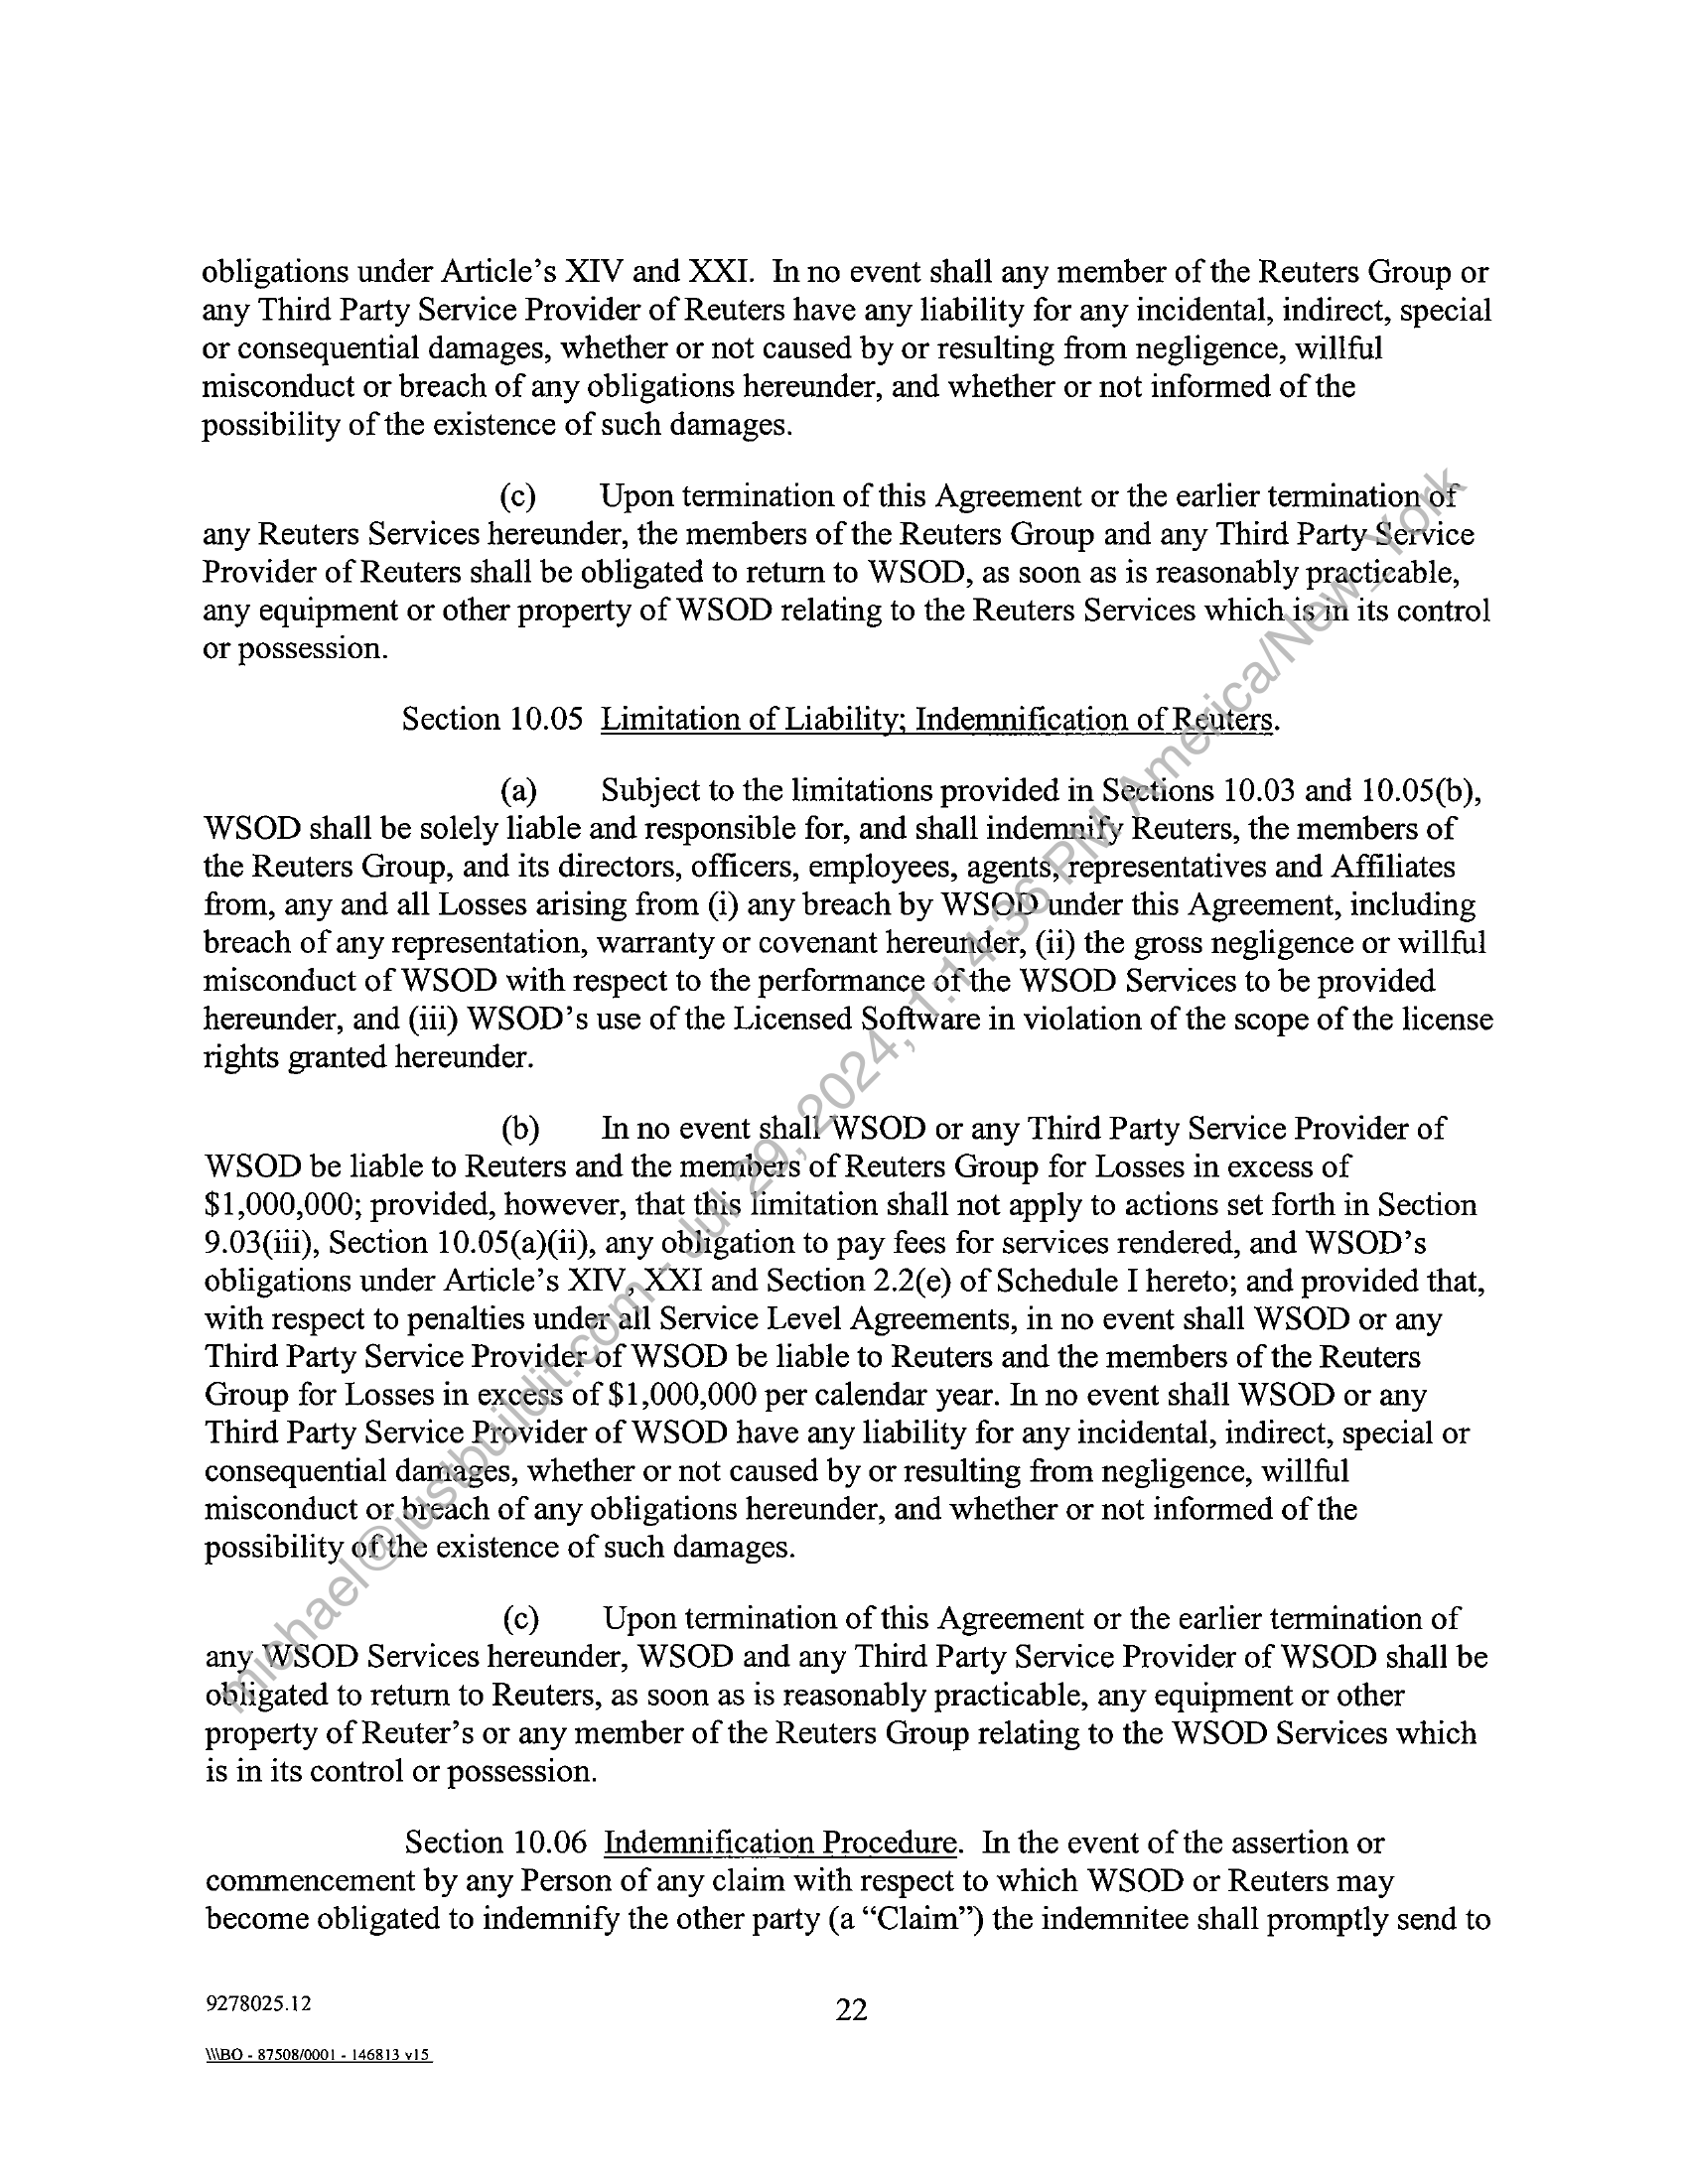 obligations under Article’s XIV and XXI. In no event shall any member of the Reuters Group or
any Third Party Service Provider of Reuters have any liability for any incidental, indirect, special
or consequential damages, whether or not caused by or resulting from negligence, willful
misconduct or breach of any obligations hereunder, and whether or not informed of the
possibility of the existence of such damages.
(c) Upon termination of this Agreement or the earlier termination of
any Reuters Services hereunder, the members of the Reuters Group and any Third Party Service
Provider of Reuters shall be obligated to return to WSOD, as soon as is reasonably practicable,
any equipment or other property of WSOD relating to the Reuters Services which is in its control
or possession.
Section 10.05 Limitation of Liability; Indemnification of Reuters.
(a) Subject to the limitations provided in Sections 10.03 and 10.05(b),
WSOD shall be solely liable and responsible for, and shall indemnify Reuters, the members of
the Reuters Group, and its directors, officers, employees, agents, representatives and Affiliates
from, any and all Losses arising from (i) any breach by WSOD under this Agreement, including
breach of any representation, warranty or covenant hereunder, (ii) the gross negligence or willful
misconduct of WSOD with respect to the performance of the WSOD Services to be provided
hereunder, and (iii) WSOD’s use of the Licensed Software in violation of the scope of the license
rights granted hereunder.
(b) In no event shall WSOD or any Third Party Service Provider of
WSOD be liable to Reuters and the members of Reuters Group for Losses in excess of
$1,000,000; provided, however, that this limitation shall not apply to actions set forth in Section
9.03(iii), Section 10.05(a)(ii), any obligation to pay fees for services rendered, and WSOD’s
obligations under Article’s XIV, XXI and Section 2.2(e) of Schedule I hereto; and provided that,
with respect to penalties under all Service Level Agreements, in no event shall WSOD or any
Third Party Service Provider of WSOD be liable to Reuters and the members of the Reuters
Group for Losses in excess of $1,000,000 per calendar year. In no event shall WSOD or any
Third Party Service Provider of WSOD have any liability for any incidental, indirect, special or
consequential damages, whether or not caused by or resulting from negligence, willful
misconduct or breach of any obligations hereunder, and whether or not informed of the
possibility of the existence of such damages.
(c) Upon termination of this Agreement or the earlier termination of
any WSOD Services hereunder, WSOD and any Third Party Service Provider of WSOD shall be
obligated to return to Reuters, as soon as is reasonably practicable, any equipment or other
property of Reuter’s or any member of the Reuters Group relating to the WSOD Services which
is in its control or possession.
Section 10.06 Indemnification Procedure. In the event of the assertion or
commencement by any Person of any claim with respect to which WSOD or Reuters may
become obligated to indemnify the other party (a “Claim”) the indemnitee shall promptly send to
9278025.12
22
\\\BO - 87508/0001 - 146813 v15
michael@justbuildit.com - Jul 29, 2024, 1:14:36 PM America/New_York